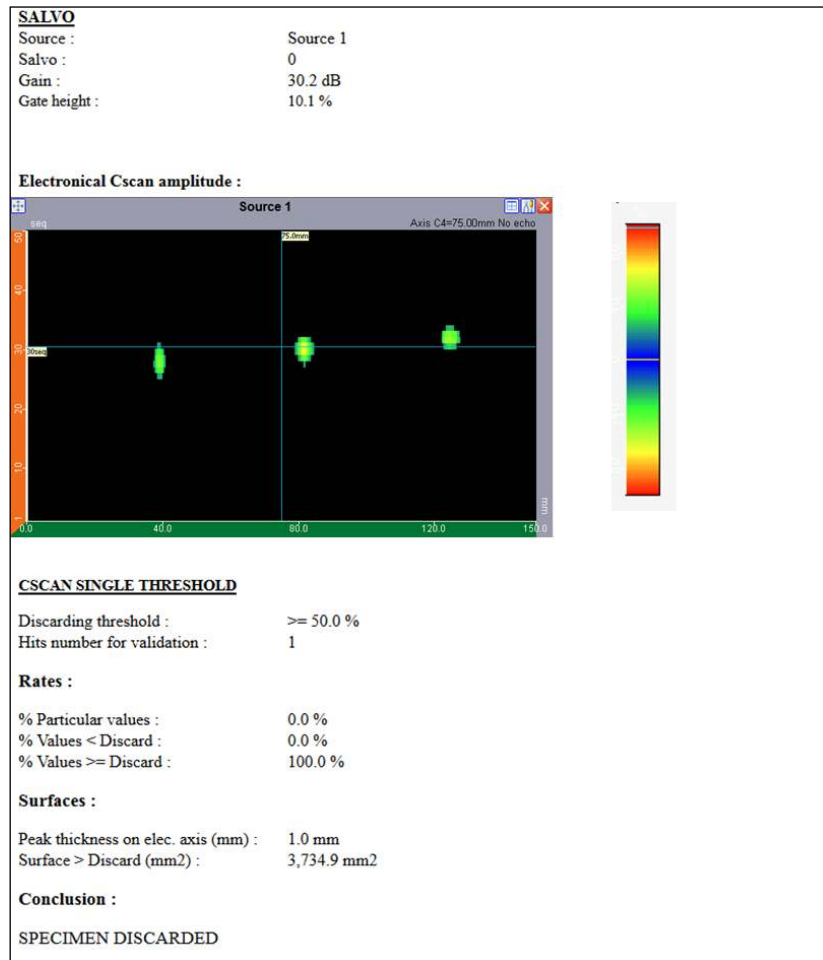 SALVO
Source : Source 1
Salvo : 0
Gain : 30.2 dB
Gate height : 10.1 %
Electronical Cscan amplitude :
Source 1
seq Axis C4=75.00mm No echo
50 75.0mm
40
30 30seq
20
10
1 mm
0.0 40.0 80.0 120.0 150.0
CSCAN SINGLE THRESHOLD
Discarding threshold : >= 50.0 %
Hits number for validation : 1
Rates :
% Particular values : 0.0 %
% Values < Discard : 0.0 %
% Values >= Discard : 100.0 %
Surfaces :
Peak thickness on elec. axis (mm) : 1.0 mm
Surface > Discard (mm2) : 3,734.9 mm2
Conclusion :
SPECIMEN DISCARDED